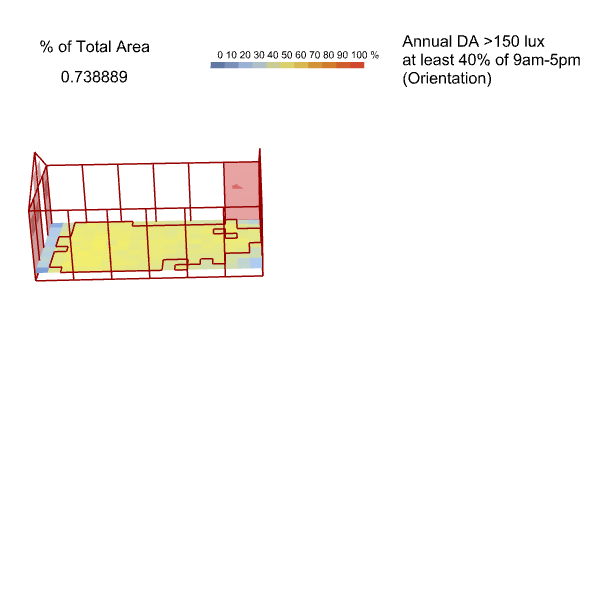 % of Total Area
0.738889
0 10 20 30 40 50 60 70 80 90 100 %
Annual DA >150 lux
at least 40% of 9am-5pm
(Orientation)